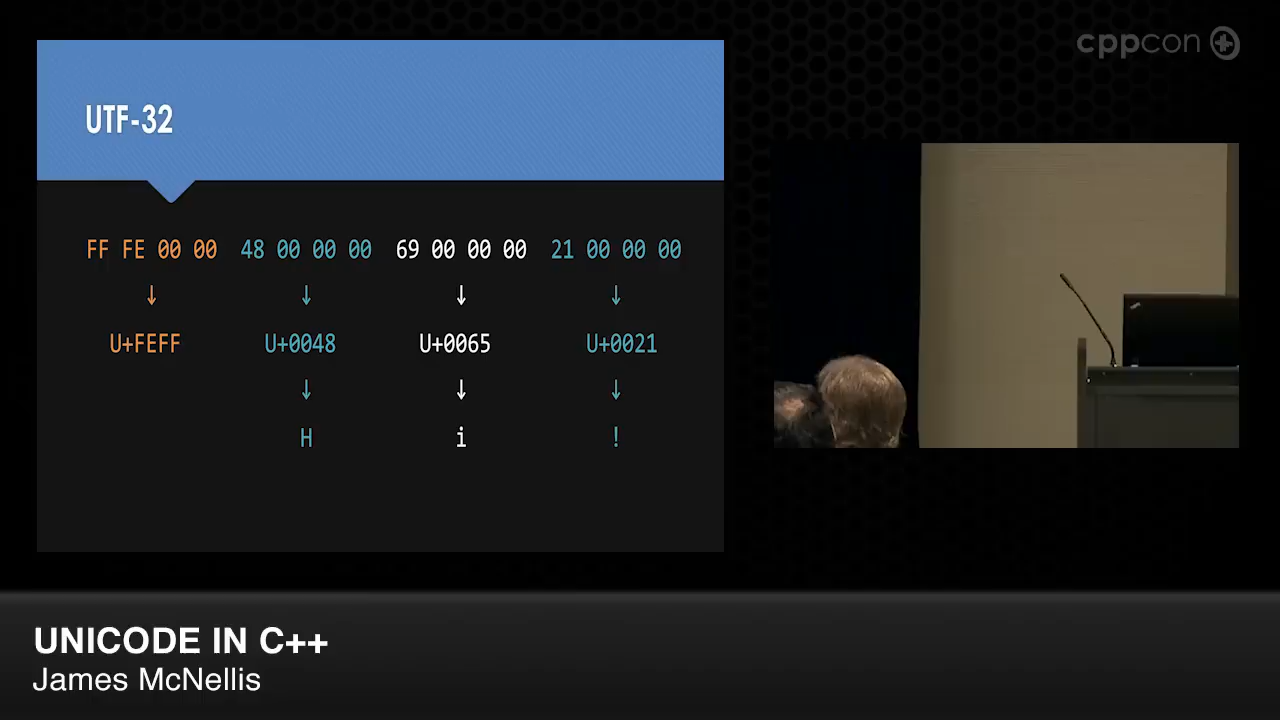 cppcon
UTF-32
FF FE 00 00 48 00 00 00 69 00 00 00 21 00 00 00
↓ ↓ ↓ ↓
U+FEFF U+0048 U+0065 U+0021
↓ ↓ ↓
H i !
UNICODE IN C++
James McNellis